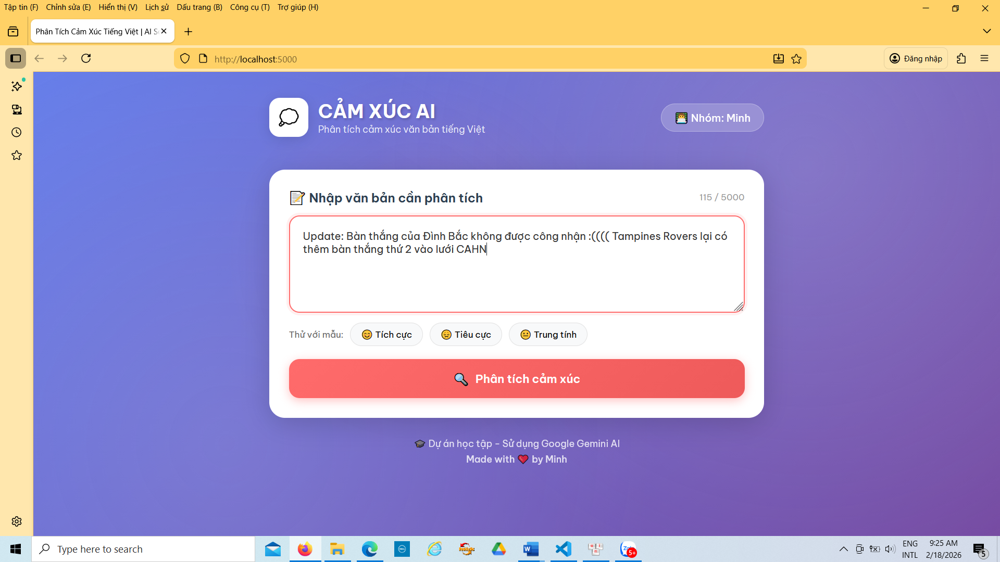 Tập tin (F) Chỉnh sửa (E) Hiển thị (V) Lịch sử Dấu trang (B) Công cụ (T) Trợ giúp (H)
Phân Tích Cảm Xúc Tiếng Việt | AI
http://localhost:5000
Đăng nhập
CẢM XÚC AI
Phân tích cảm xúc văn bản tiếng Việt
Nhóm: Minh
Nhập văn bản cần phân tích
115 / 5000
Update: Bàn thắng của Đình Bắc không được công nhận :(((( Tampines Rovers lại có
thêm bàn thắng thứ 2 vào lưới CAHN
Thử với mẫu:
Tích cực
Tiêu cực
Trung tính
Phân tích cảm xúc
Dự án học tập - Sử dụng Google Gemini AI
Made with ❤️ by Minh
Type here to search
DELL
5+
ENG
INTL
9:25 AM
2/18/2026
5